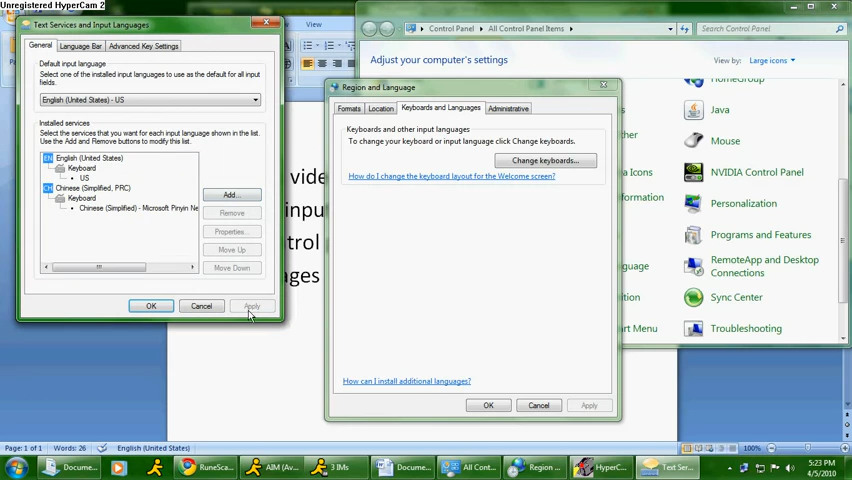 Unregistered HyperCam 2
Text Services and Input Languages
General
Language Bar
Advanced Key Settings
Default input language
Select one of the installed input languages to use as the default for all input
fields.
English (United States) - US
Installed services
Select the services that you want for each input language shown in the list.
Use the Add and Remove buttons to modify this list.
EN English (United States)
Keyboard
US
CH Chinese (Simplified, PRC)
Keyboard
Chinese (Simplified) - Microsoft Pinyin Ne
Add...
Remove
Properties...
Move Up
Move Down
OK
Cancel
Apply
View
Control Panel
All Control Panel Items
Search Control Panel
Adjust your computer's settings
View by:
Large icons
HomeGroup
Java
Mouse
NVIDIA Control Panel
Personalization
Programs and Features
RemoteApp and Desktop
Connections
Sync Center
Troubleshooting
Icons
Region and Language
Formats
Location
Keyboards and Languages
Administrative
Keyboards and other input languages
To change your keyboard or input language click Change keyboards.
Change keyboards...
How do I change the keyboard layout for the Welcome screen?
How can I install additional languages?
OK
Cancel
Apply
Page: 1 of 1
Words: 26
English (United States)
100%
Docume...
RuneSca...
AIM (Av...
3 IMs
Docume...
All Cont...
Region ...
HyperC...
Text Ser...
5:23 PM
4/5/2010